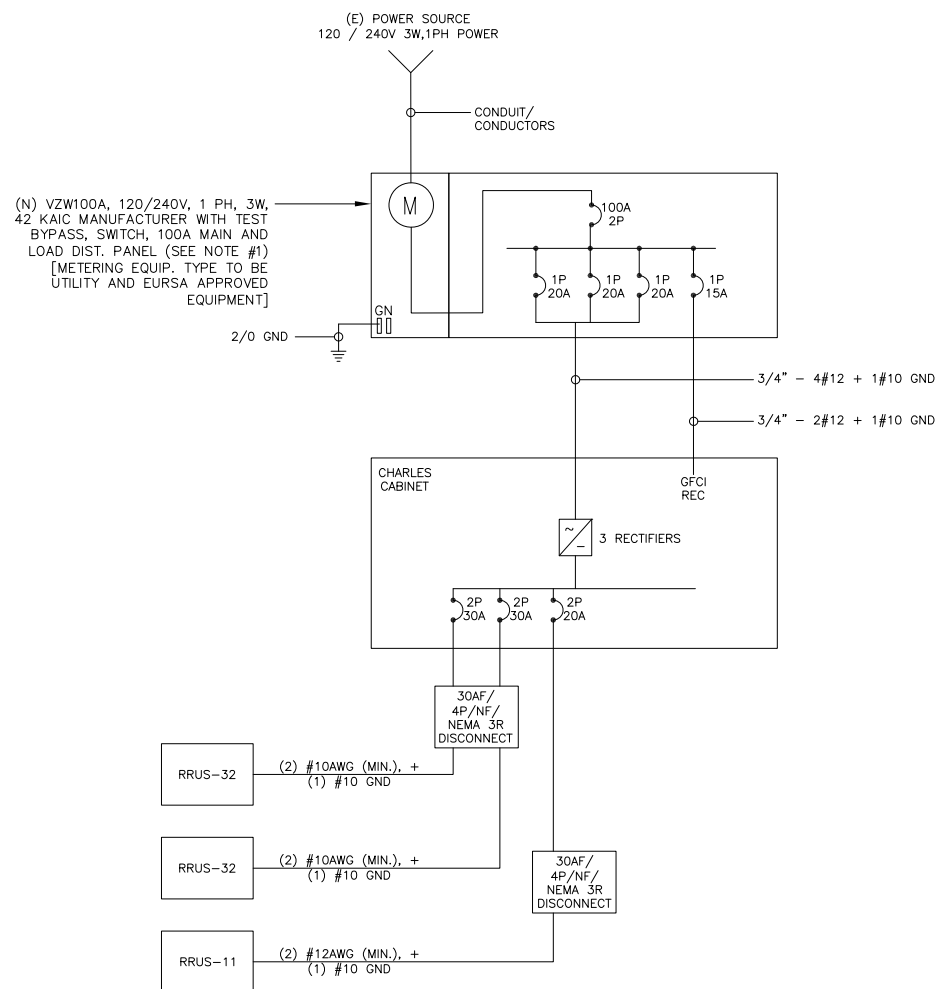 (E) POWER SOURCE
120 / 240V 3W,1PH POWER
CONDUIT/
CONDUCTORS
(N) VZW100A, 120/240V, 1 PH, 3W,
42 KAIC MANUFACTURER WITH TEST
BYPASS, SWITCH, 100A MAIN AND
LOAD DIST. PANEL (SEE NOTE #1)
[METERING EQUIP. TYPE TO BE
UTILITY AND EURSA APPROVED
EQUIPMENT]
M
100A
2P
1P
20A
1P
20A
1P
20A
1P
15A
GN
2/0 GND
3/4" - 4#12 + 1#10 GND
3/4" - 2#12 + 1#10 GND
CHARLES
CABINET
GFCI
REC
~
−
3 RECTIFIERS
2P
30A
2P
30A
2P
20A
30AF/
4P/NF/
NEMA 3R
DISCONNECT
RRUS-32
(2) #10AWG (MIN.), +
(1) #10 GND
RRUS-32
(2) #10AWG (MIN.), +
(1) #10 GND
30AF/
4P/NF/
NEMA 3R
DISCONNECT
RRUS-11
(2) #12AWG (MIN.), +
(1) #10 GND